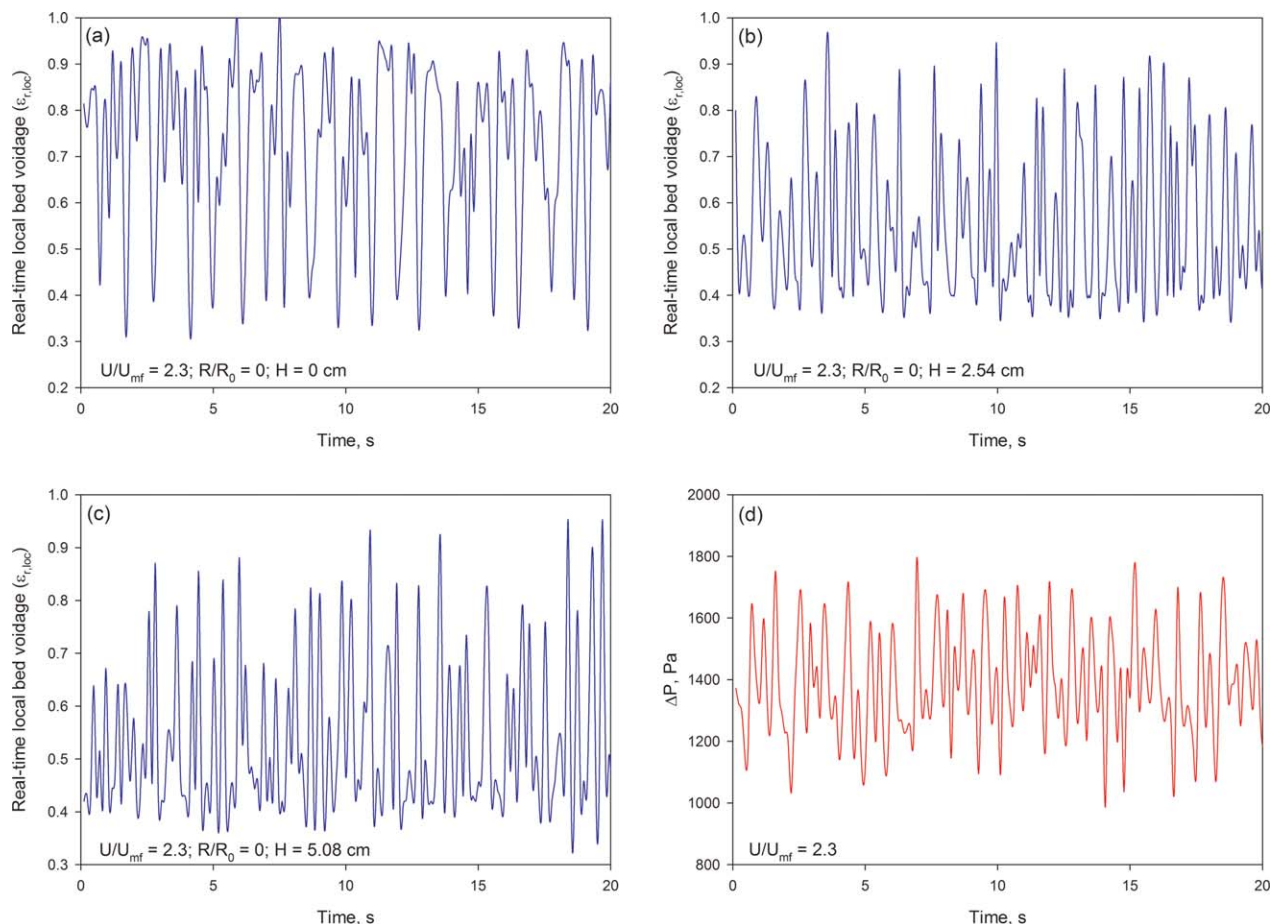 (a)
Real-time local bed voidage (ε_r,loc)
1.0
0.9
0.8
0.7
0.6
0.5
0.4
0.3
0.2
U/U_mf = 2.3; R/R_0 = 0; H = 0 cm
0 5 10 15 20
Time, s
(b)
Real-time local bed voidage (ε_r,loc)
1.0
0.9
0.8
0.7
0.6
0.5
0.4
0.3
0.2
U/U_mf = 2.3; R/R_0 = 0; H = 2.54 cm
0 5 10 15 20
Time, s
(c)
Real-time local bed voidage (ε_r,loc)
1.0
0.9
0.8
0.7
0.6
0.5
0.4
0.3
U/U_mf = 2.3; R/R_0 = 0; H = 5.08 cm
0 5 10 15 20
Time, s
(d)
ΔP, Pa
2000
1800
1600
1400
1200
1000
800
U/U_mf = 2.3
0 5 10 15 20
Time, s